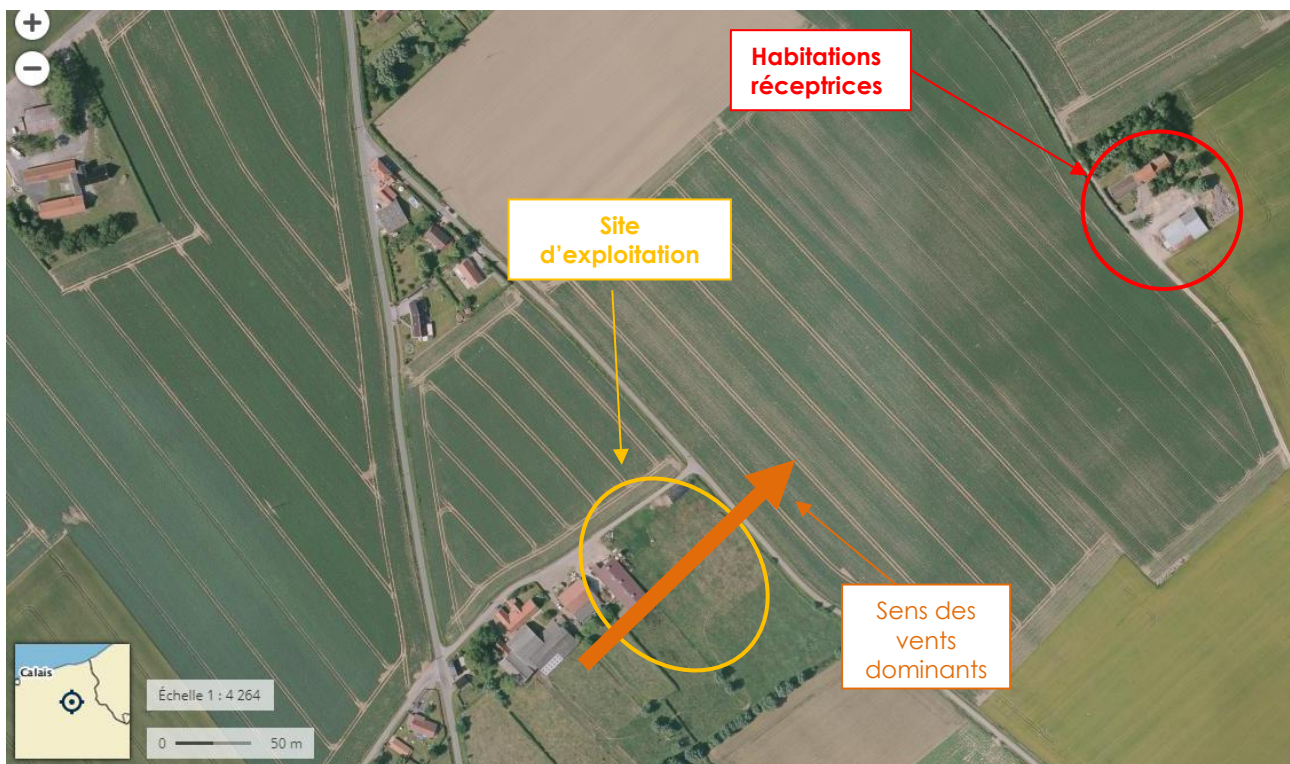 +
−
Habitations
réceptrices
Site
d'exploitation
Sens des
vents
dominants
Calais
Échelle 1 : 4 264
0 50 m